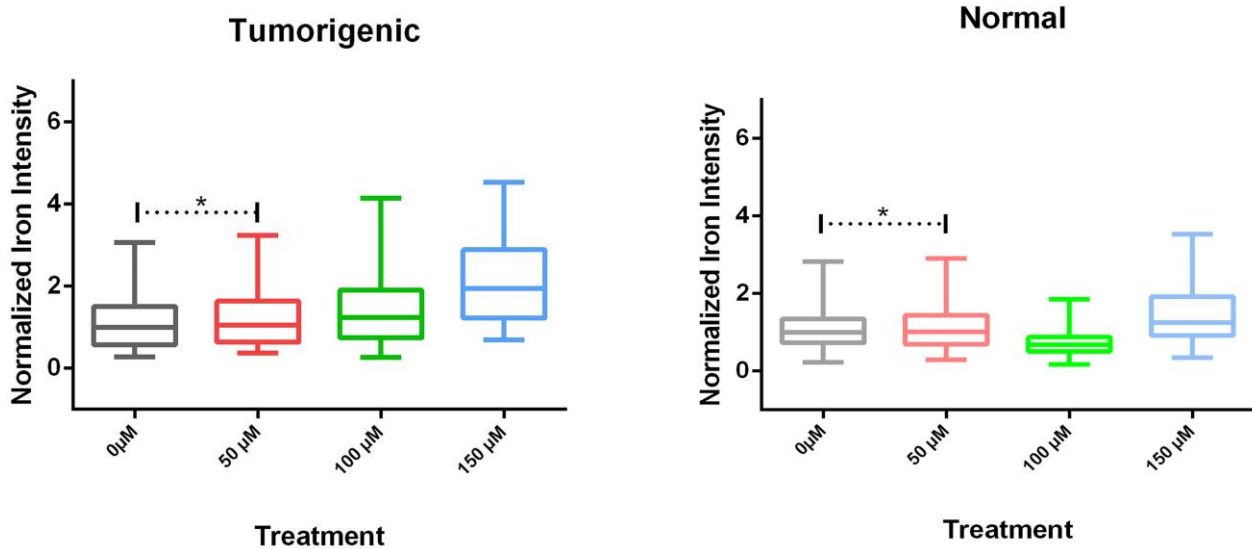 Tumorigenic
Normalized Iron Intensity
6
4
2
0
*
0µM
50 µM
100 µM
150 µM
Treatment
Normal
Normalized Iron Intensity
6
4
2
0
*
0µM
50 µM
100 µM
150 µM
Treatment